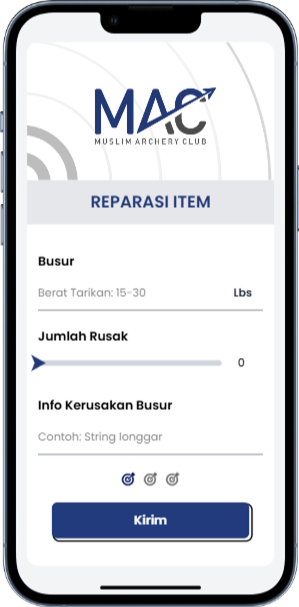 MAC
MUSLIM ARCHERY CLUB
REPARASI ITEM
Busur
Berat Tarikan: 15-30 Lbs
Jumlah Rusak
0
Info Kerusakan Busur
Contoh: String longgar
Kirim